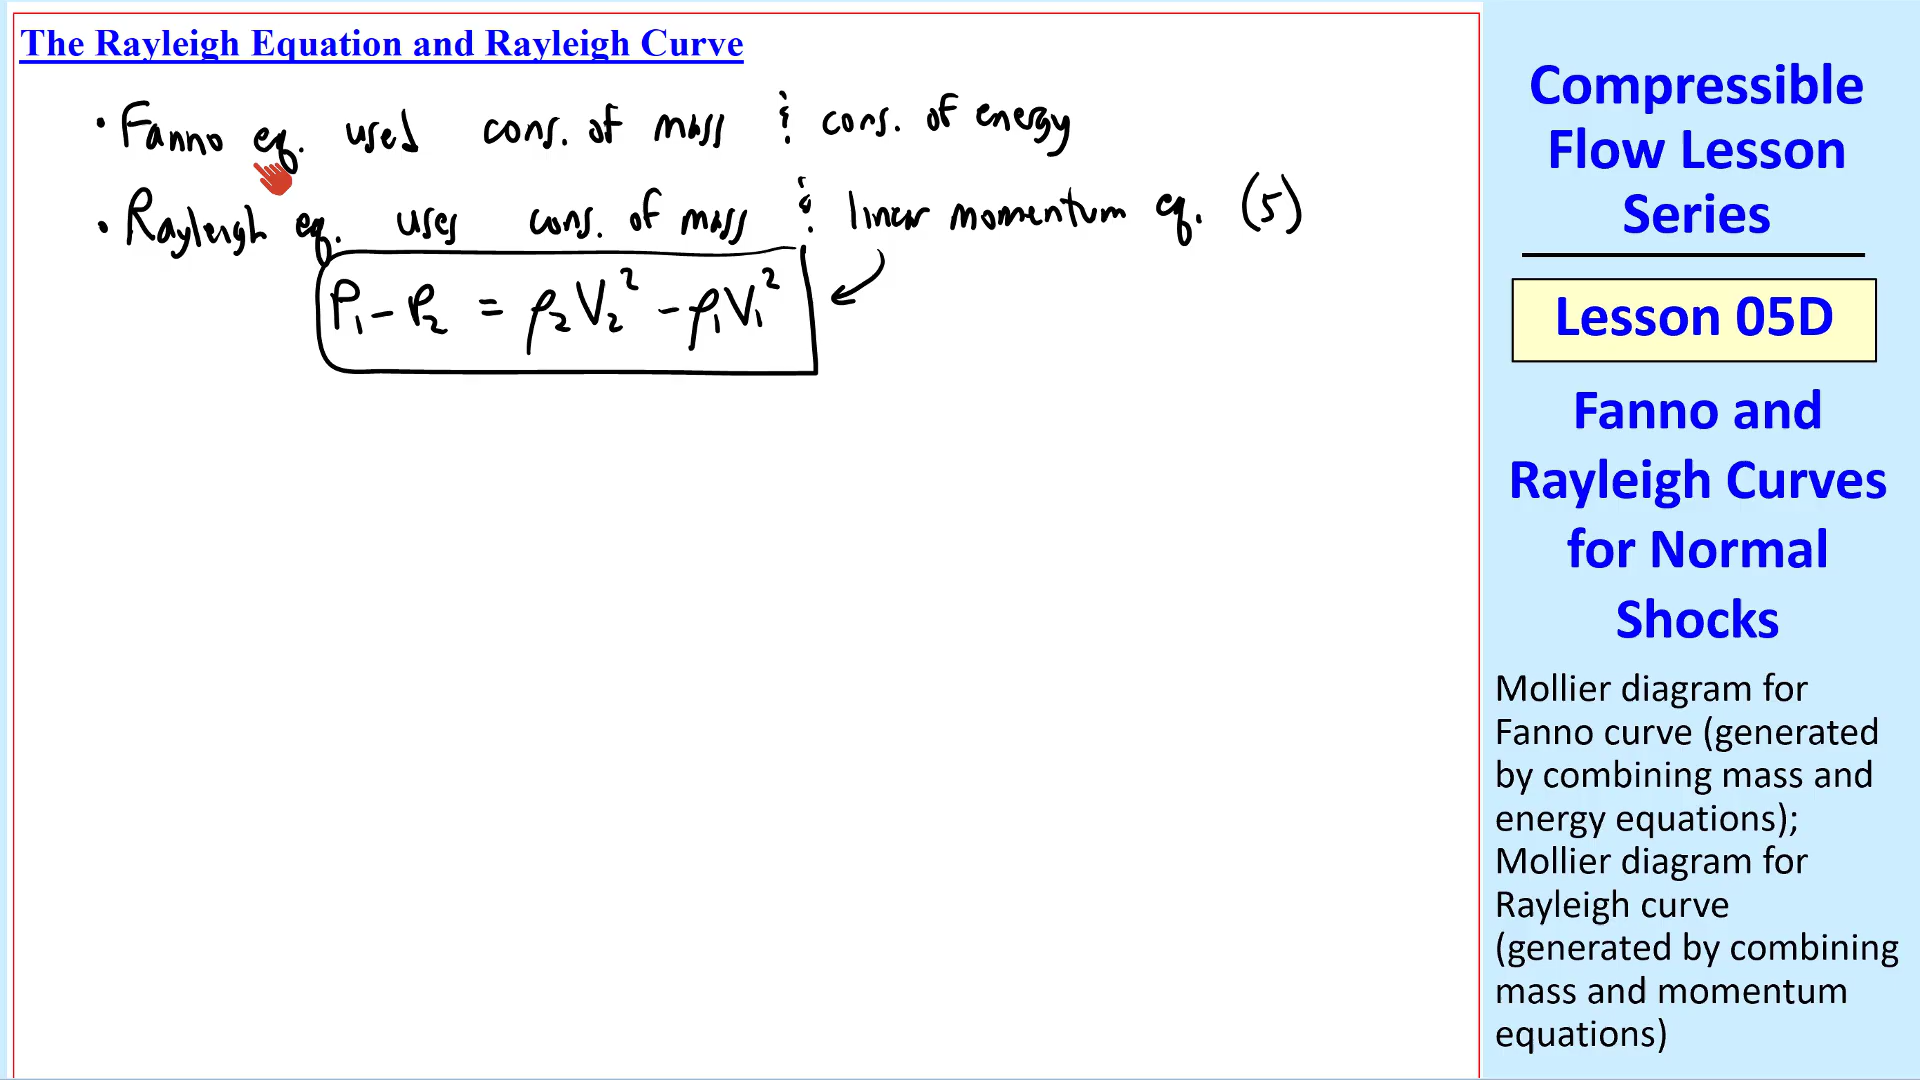 The Rayleigh Equation and Rayleigh Curve
• Fanno eq. used cons. of mass & cons. of energy
• Rayleigh eq. uses cons. of mass & linear momentum eq. (5)
P₁ − P₂ = ρ₂V₂² − ρ₁V₁²
Compressible
Flow Lesson
Series
Lesson 05D
Fanno and
Rayleigh Curves
for Normal
Shocks
Mollier diagram for
Fanno curve (generated
by combining mass and
energy equations);
Mollier diagram for
Rayleigh curve
(generated by combining
mass and momentum
equations)